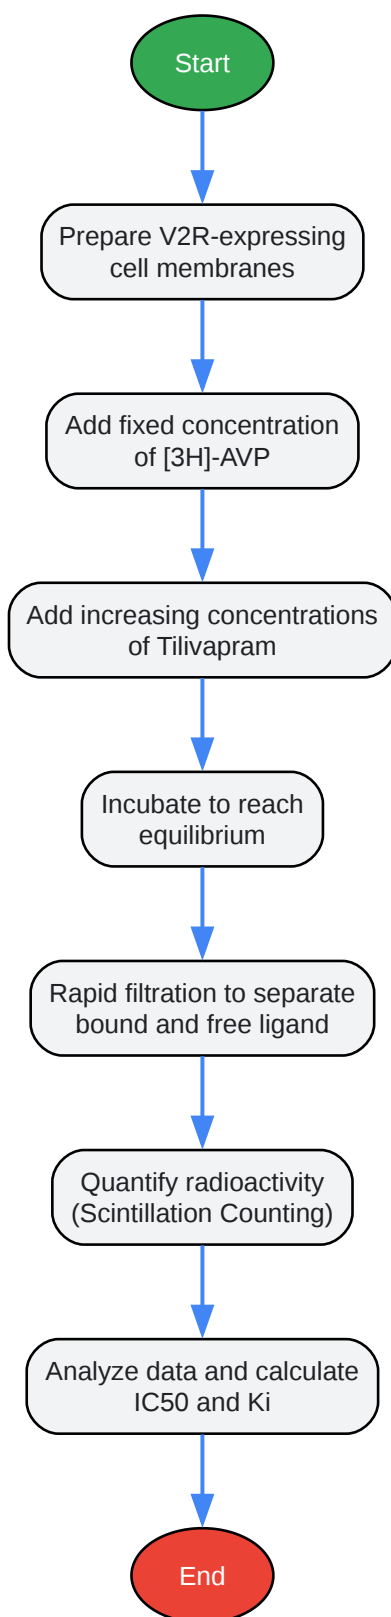 Start
Prepare V2R-expressing
cell membranes
Add fixed concentration
of [3H]-AVP
Add increasing concentrations
of Tilivapram
Incubate to reach
equilibrium
Rapid filtration to separate
bound and free ligand
Quantify radioactivity
(Scintillation Counting)
Analyze data and calculate
IC50 and Ki
End